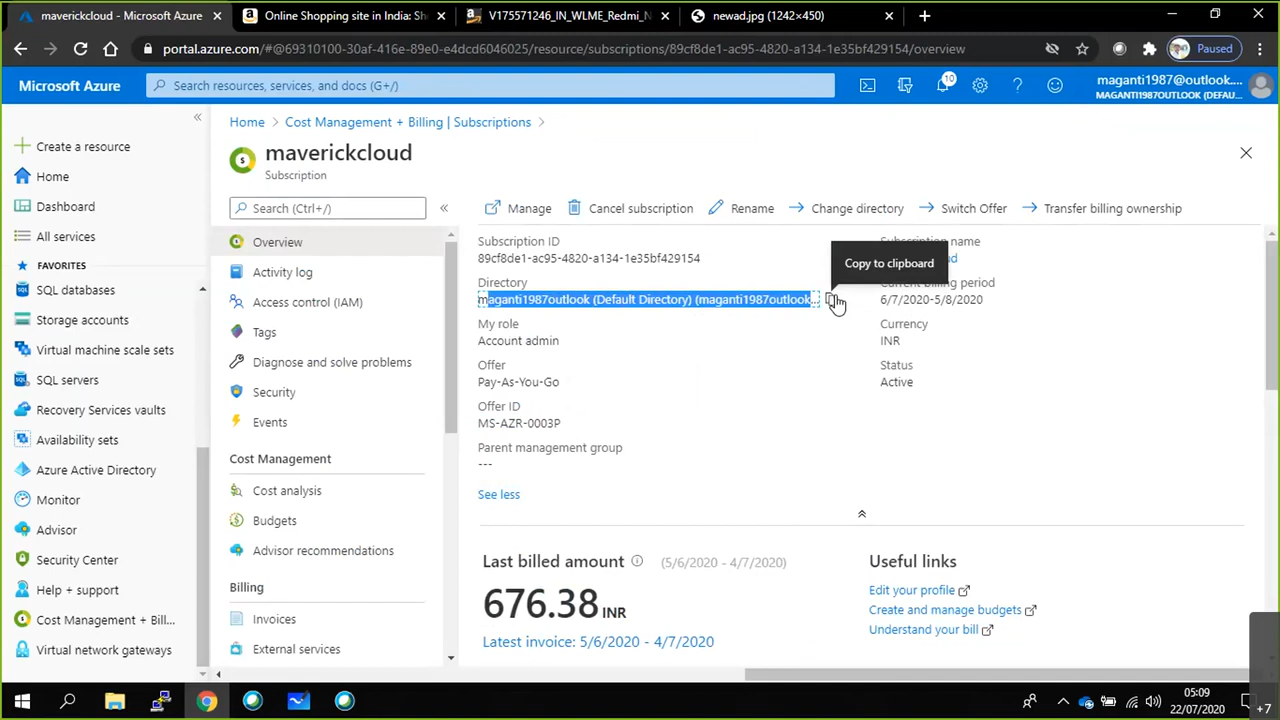 maverickcloud - Microsoft Azure
Online Shopping site in India: Sh
V175571246_IN_WLME_Redmi_N
newad.jpg (1242×450)
portal.azure.com/#@69310100-30af-416e-89e0-e4dcd6046025/resource/subscriptions/89cf8de1-ac95-4820-a134-1e35bf429154/overview
Paused
Microsoft Azure
Search resources, services, and docs (G+/)
10
maganti1987@outlook....
MAGANTI1987OUTLOOK (DEFAU...
Home
Cost Management + Billing | Subscriptions
maverickcloud
Subscription
Create a resource
Home
Dashboard
All services
FAVORITES
SQL databases
Storage accounts
Virtual machine scale sets
SQL servers
Recovery Services vaults
Availability sets
Azure Active Directory
Monitor
Advisor
Security Center
Help + support
Cost Management + Bill...
Virtual network gateways
Search (Ctrl+/)
Overview
Activity log
Access control (IAM)
Tags
Diagnose and solve problems
Security
Events
Cost Management
Cost analysis
Budgets
Advisor recommendations
Billing
Invoices
External services
Manage
Cancel subscription
Rename
Change directory
Switch Offer
Transfer billing ownership
Subscription ID
89cf8de1-ac95-4820-a134-1e35bf429154
Directory
maganti1987outlook (Default Directory) (maganti1987outlook...
My role
Account admin
Offer
Pay-As-You-Go
Offer ID
MS-AZR-0003P
Parent management group
---
See less
Copy to clipboard
Subscription name
ud
Current billing period
6/7/2020-5/8/2020
Currency
INR
Status
Active
Last billed amount
(5/6/2020 - 4/7/2020)
676.38 INR
Latest invoice: 5/6/2020 - 4/7/2020
Useful links
Edit your profile
Create and manage budgets
Understand your bill
05:09
22/07/2020
+7